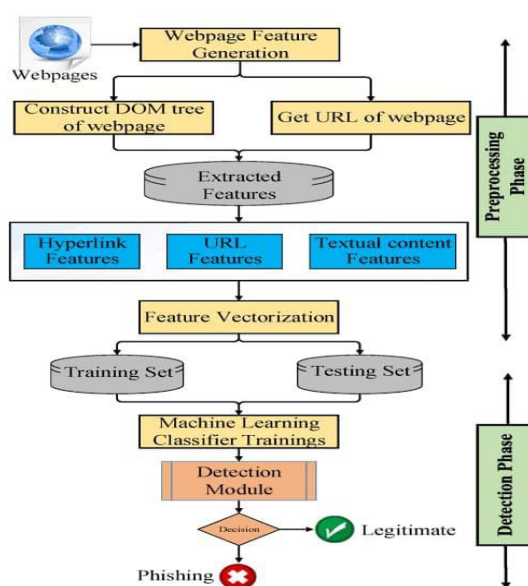 Webpage Feature
Generation
Webpages
Construct DOM tree
of webpage
Get URL of webpage
Extracted
Features
Hyperlink
Features
URL
Features
Textual content
Features
Feature Vectorization
Training Set
Testing Set
Machine Learning
Classifier Trainings
Detection
Module
Decision
Legitimate
Phishing
Preprocessing
Phase
Detection Phase